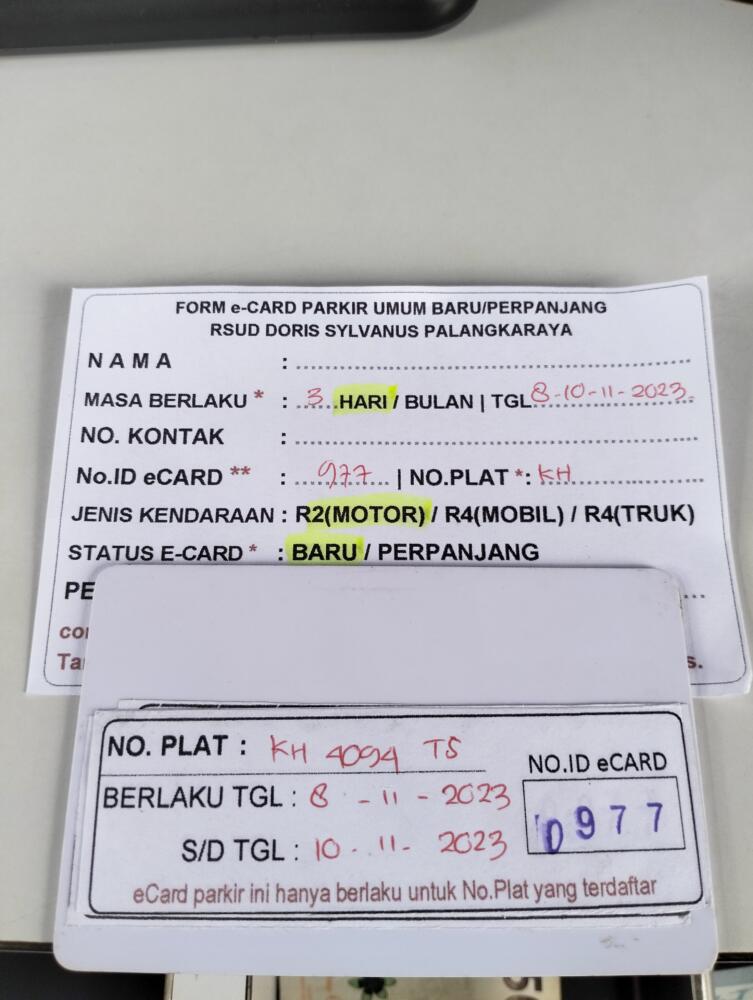 FORM e-CARD PARKIR UMUM BARU/PERPANJANG
RSUD DORIS SYLVANUS PALANGKARAYA
NAMA :
MASA BERLAKU * : 3 HARI / BULAN | TGL 8-10-11-2023
NO. KONTAK :
No.ID eCARD ** : 977 | NO.PLAT *: KH
JENIS KENDARAAN : R2(MOTOR) / R4(MOBIL) / R4(TRUK)
STATUS E-CARD * : BARU / PERPANJANG
NO. PLAT : KH 4094 TS
NO.ID eCARD
BERLAKU TGL : 8 - 11 - 2023
0977
S/D TGL : 10 - 11 - 2023
eCard parkir ini hanya berlaku untuk No.Plat yang terdaftar